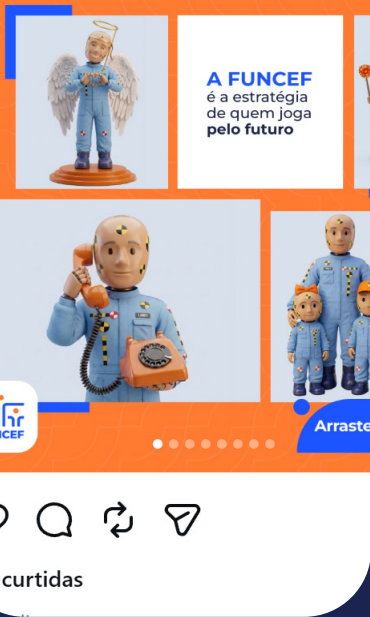 A FUNCEF
é a estratégia
de quem joga
pelo futuro
NCEF
Arraste
curtidas